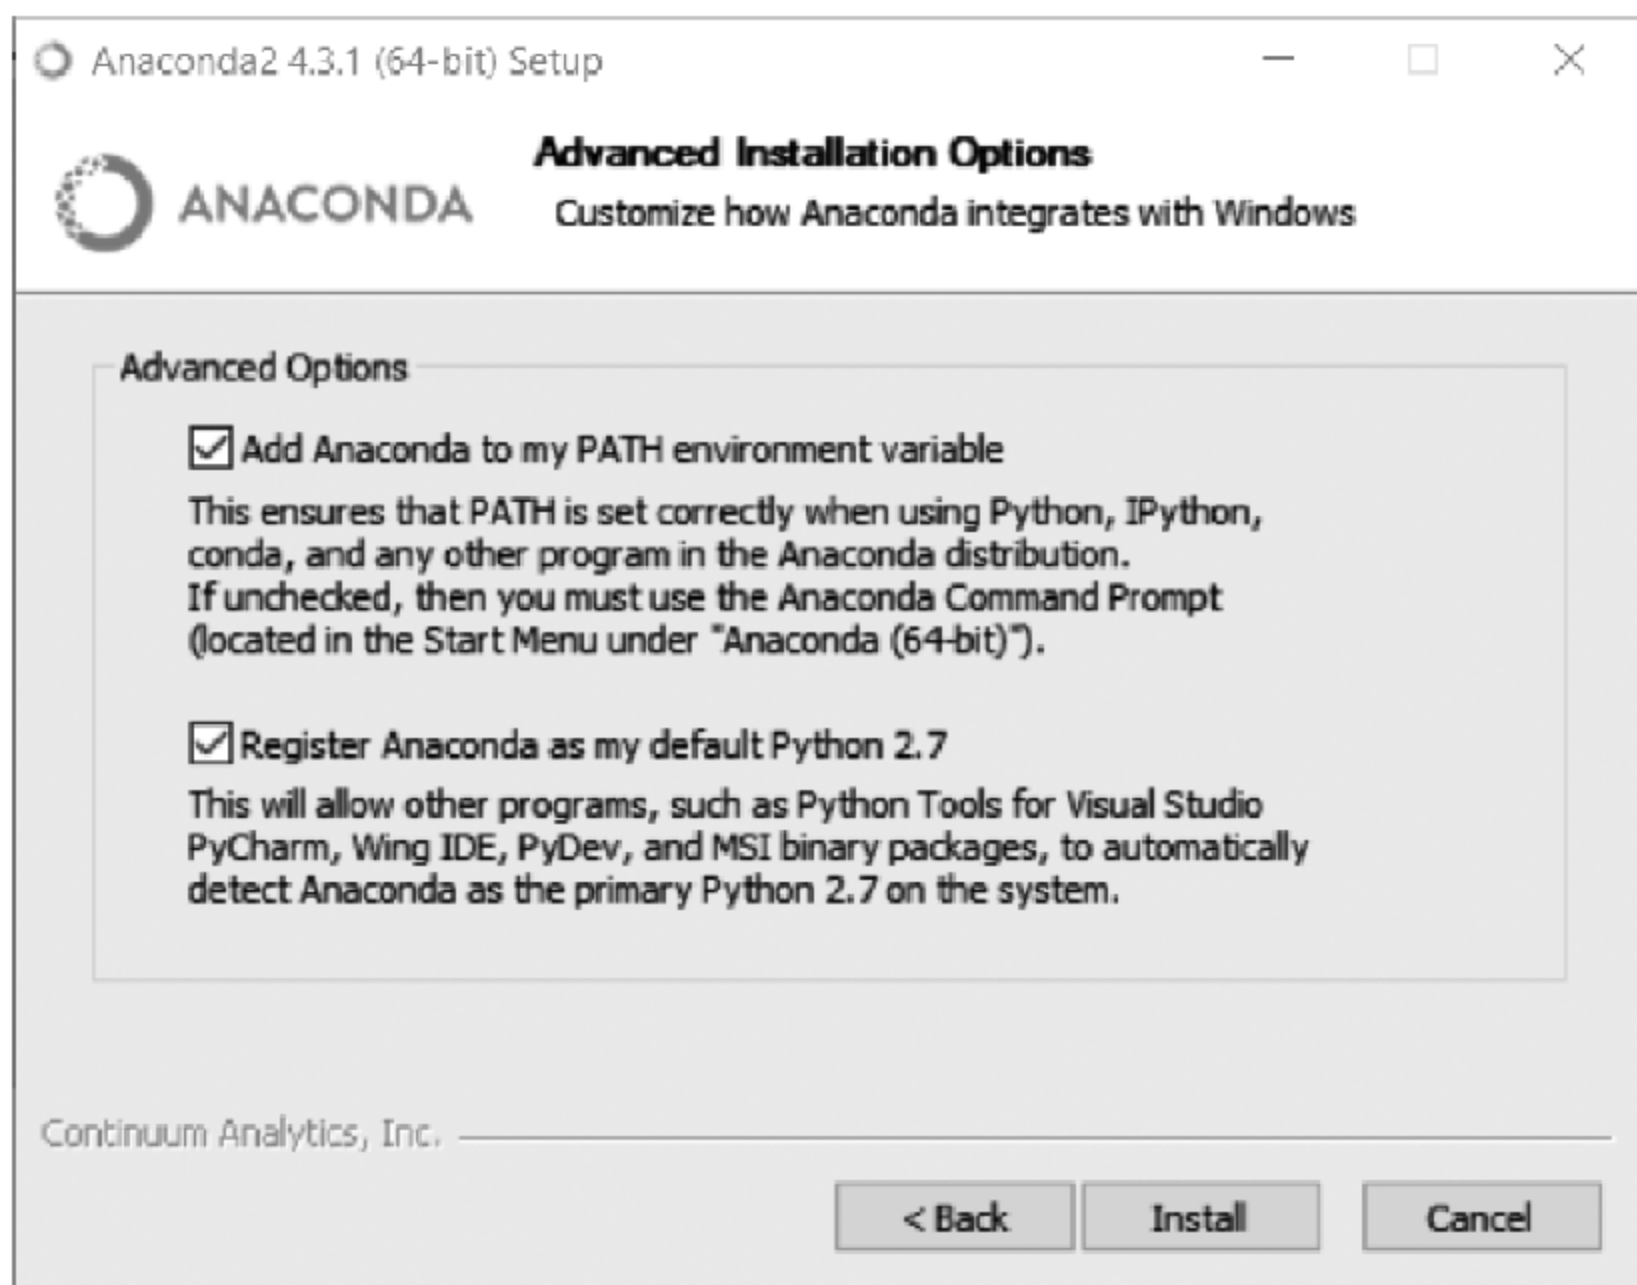 Anaconda2 4.3.1 (64-bit) Setup
ANACONDA
Advanced Installation Options
Customize how Anaconda integrates with Windows
Advanced Options
Add Anaconda to my PATH environment variable
This ensures that PATH is set correctly when using Python, IPython,
conda, and any other program in the Anaconda distribution.
If unchecked, then you must use the Anaconda Command Prompt
(located in the Start Menu under "Anaconda (64-bit)").
Register Anaconda as my default Python 2.7
This will allow other programs, such as Python Tools for Visual Studio
PyCharm, Wing IDE, PyDev, and MSI binary packages, to automatically
detect Anaconda as the primary Python 2.7 on the system.
Continuum Analytics, Inc.
< Back
Install
Cancel